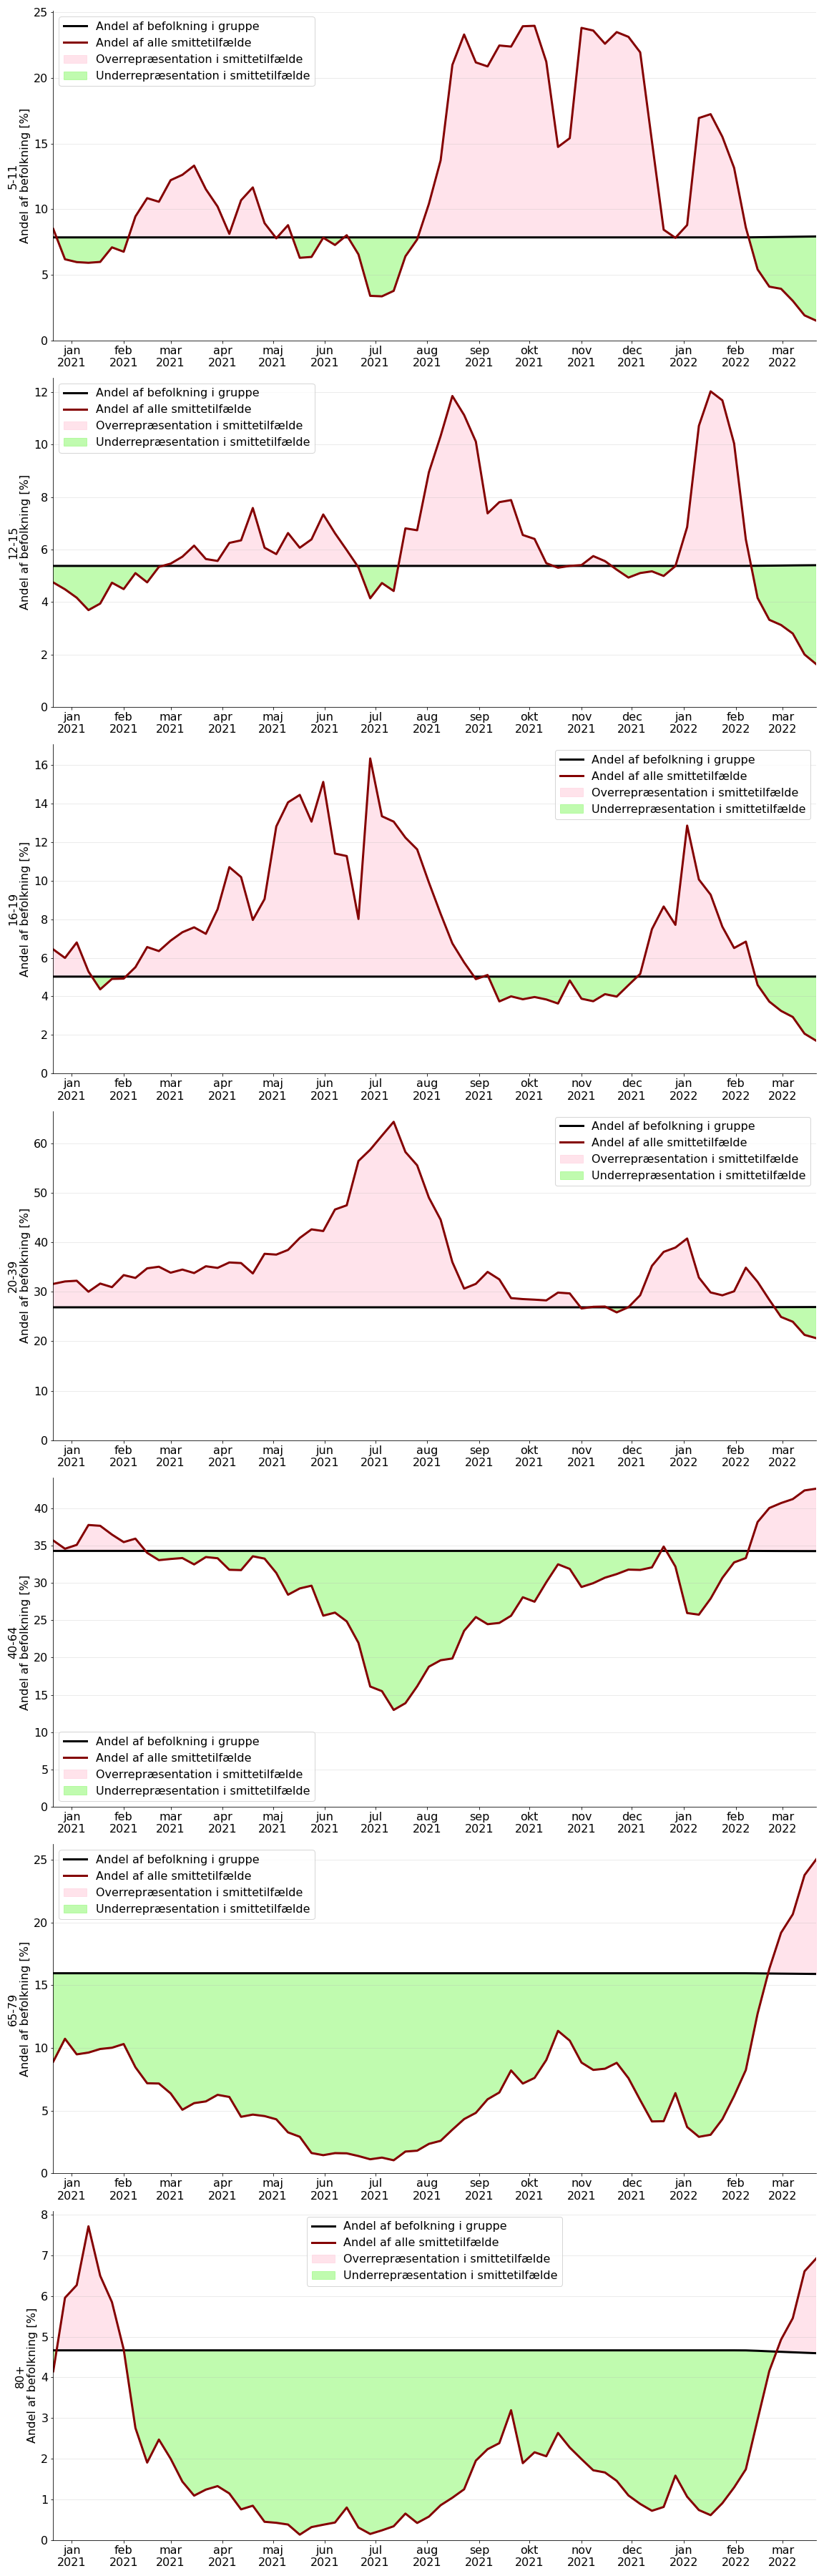 Andel af befolkning i gruppe
Andel af alle smittetilfælde
Overrepræsentation i smittetilfælde
Underrepræsentation i smittetilfælde
5-11
Andel af befolkning [%]
25
20
15
10
5
0
jan feb mar apr maj jun jul aug sep okt nov dec jan feb mar
2021 2021 2021 2021 2021 2021 2021 2021 2021 2021 2021 2021 2022 2022 2022
Andel af befolkning i gruppe
Andel af alle smittetilfælde
Overrepræsentation i smittetilfælde
Underrepræsentation i smittetilfælde
12-15
Andel af befolkning [%]
12
10
8
6
4
2
0
jan feb mar apr maj jun jul aug sep okt nov dec jan feb mar
2021 2021 2021 2021 2021 2021 2021 2021 2021 2021 2021 2021 2022 2022 2022
Andel af befolkning i gruppe
Andel af alle smittetilfælde
Overrepræsentation i smittetilfælde
Underrepræsentation i smittetilfælde
16-19
Andel af befolkning [%]
16
14
12
10
8
6
4
2
0
jan feb mar apr maj jun jul aug sep okt nov dec jan feb mar
2021 2021 2021 2021 2021 2021 2021 2021 2021 2021 2021 2021 2022 2022 2022
Andel af befolkning i gruppe
Andel af alle smittetilfælde
Overrepræsentation i smittetilfælde
Underrepræsentation i smittetilfælde
20-39
Andel af befolkning [%]
60
50
40
30
20
10
0
jan feb mar apr maj jun jul aug sep okt nov dec jan feb mar
2021 2021 2021 2021 2021 2021 2021 2021 2021 2021 2021 2021 2022 2022 2022
40-64
Andel af befolkning [%]
40
35
30
25
20
15
10
5
0
Andel af befolkning i gruppe
Andel af alle smittetilfælde
Overrepræsentation i smittetilfælde
Underrepræsentation i smittetilfælde
jan feb mar apr maj jun jul aug sep okt nov dec jan feb mar
2021 2021 2021 2021 2021 2021 2021 2021 2021 2021 2021 2021 2022 2022 2022
Andel af befolkning i gruppe
Andel af alle smittetilfælde
Overrepræsentation i smittetilfælde
Underrepræsentation i smittetilfælde
65-79
Andel af befolkning [%]
25
20
15
10
5
0
jan feb mar apr maj jun jul aug sep okt nov dec jan feb mar
2021 2021 2021 2021 2021 2021 2021 2021 2021 2021 2021 2021 2022 2022 2022
Andel af befolkning i gruppe
Andel af alle smittetilfælde
Overrepræsentation i smittetilfælde
Underrepræsentation i smittetilfælde
80+
Andel af befolkning [%]
8
7
6
5
4
3
2
1
0
jan feb mar apr maj jun jul aug sep okt nov dec jan feb mar
2021 2021 2021 2021 2021 2021 2021 2021 2021 2021 2021 2021 2022 2022 2022